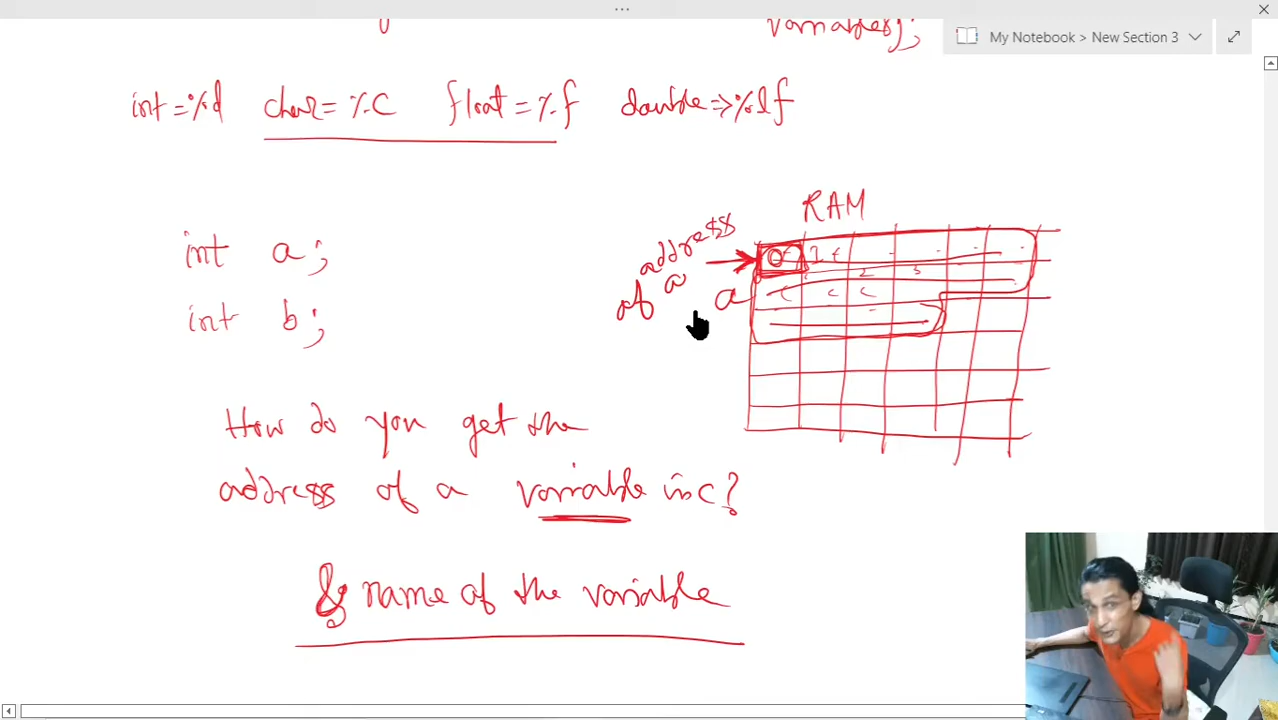 variables);
My Notebook > New Section 3
int = %d char = %c float = %f double => %lf
RAM
address
of a
a
int a;
int b;
How do you get the
address of a variable in c?
& name of the variable